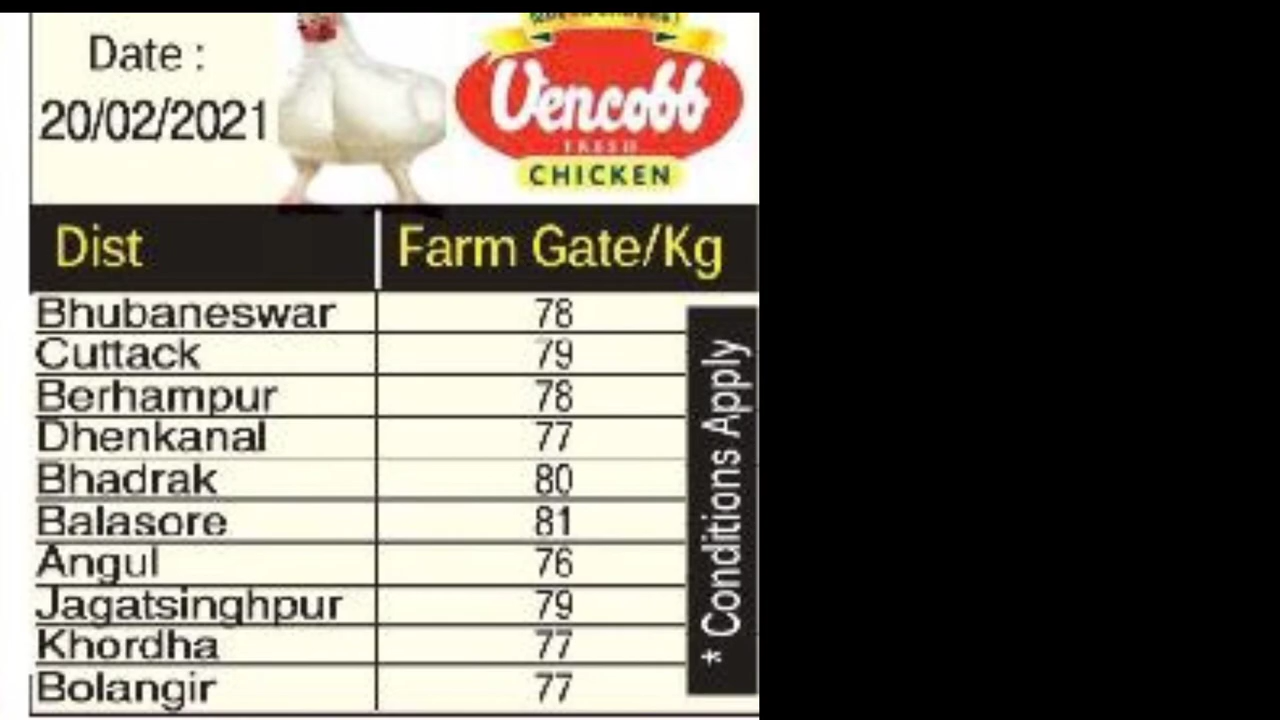 Date :
20/02/2021
Vencobb
FRESH
CHICKEN
Dist Farm Gate/Kg
Bhubaneswar 78
Cuttack 79
Berhampur 78
Dhenkanal 77
Bhadrak 80
Balasore 81
Angul 76
Jagatsinghpur 79
Khordha 77
Bolangir 77
* Conditions Apply